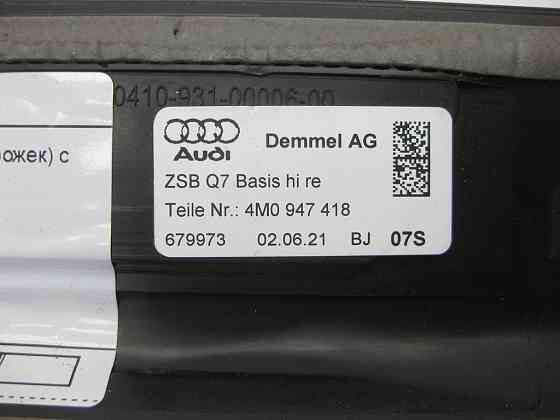 0410-931-00006-00
ожек) с
Audi
Demmel AG
ZSB Q7 Basis hi re
Teile Nr.: 4M0 947 418
679973 02.06.21 BJ 07S